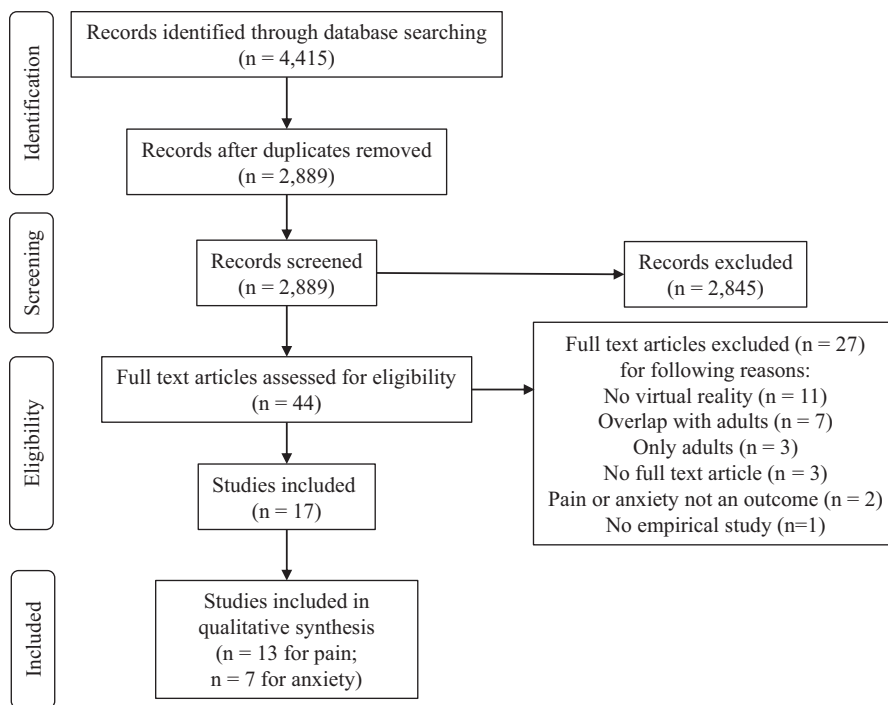 Identification
Records identified through database searching
(n = 4,415)
Records after duplicates removed
(n = 2,889)
Screening
Records screened
(n = 2,889)
Records excluded
(n = 2,845)
Eligibility
Full text articles assessed for eligibility
(n = 44)
Full text articles excluded (n = 27)
for following reasons:
No virtual reality (n = 11)
Overlap with adults (n = 7)
Only adults (n = 3)
No full text article (n = 3)
Pain or anxiety not an outcome (n = 2)
No empirical study (n=1)
Studies included
(n = 17)
Included
Studies included in
qualitative synthesis
(n = 13 for pain;
n = 7 for anxiety)